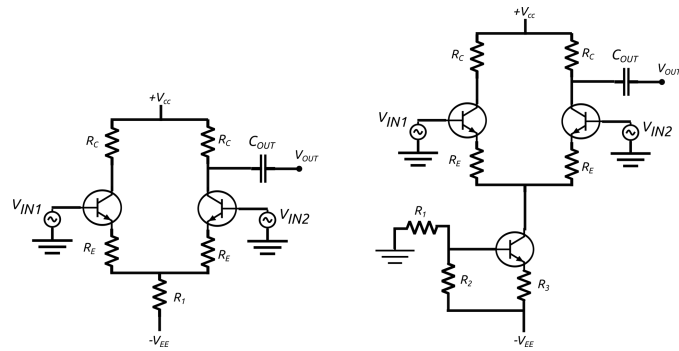 +Vcc
RC
RC
COUT
VOUT
VIN1
VIN2
RE
RE
R1
-VEE
+Vcc
RC
RC
COUT
VOUT
VIN1
VIN2
RE
RE
R1
R2
R3
-VEE